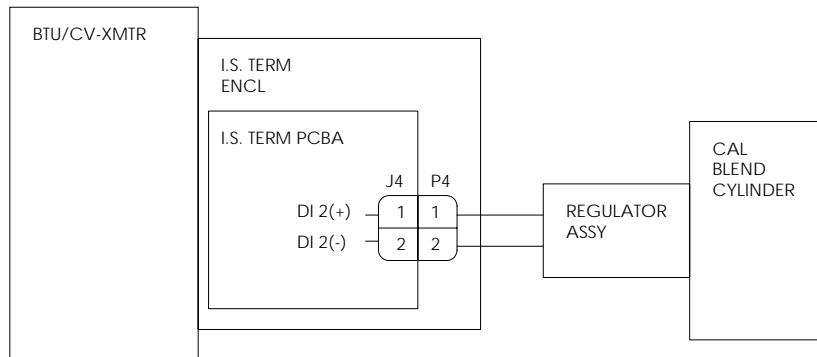 BTU/CV-XMTR
I.S. TERM
ENCL
I.S. TERM PCBA
J4 P4
DI 2(+) 1 1
DI 2(-) 2 2
REGULATOR
ASSY
CAL
BLEND
CYLINDER